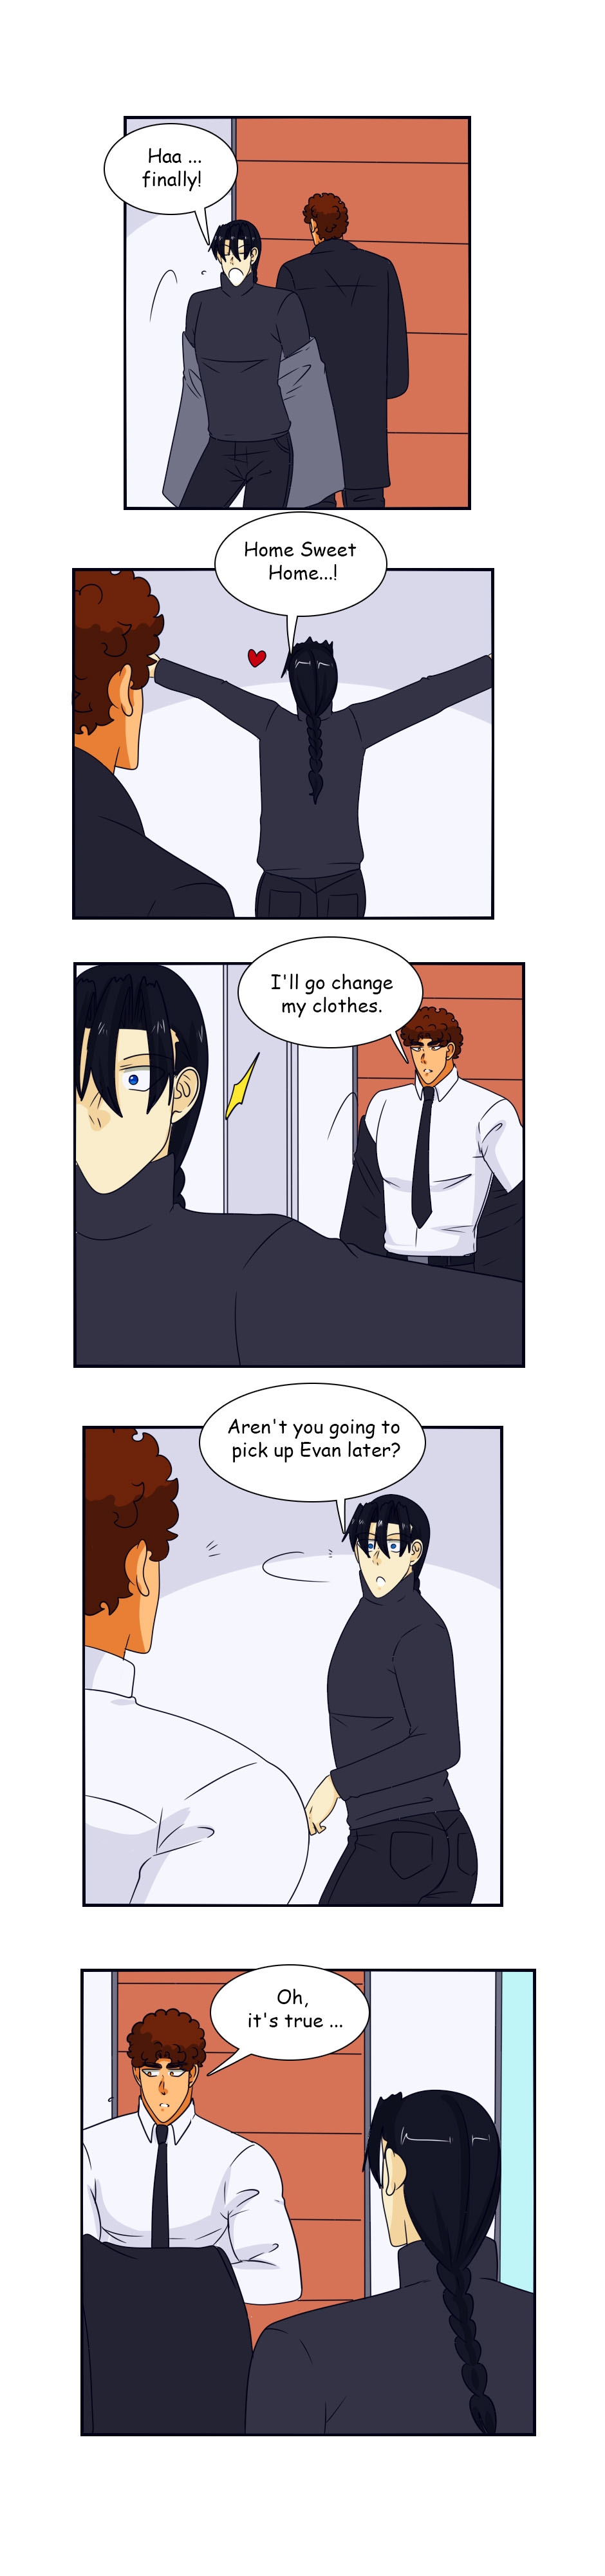 Haa ...
finally!
Home Sweet
Home...!
I'll go change
my clothes.
Aren't you going to
pick up Evan later?
Oh,
it's true ...